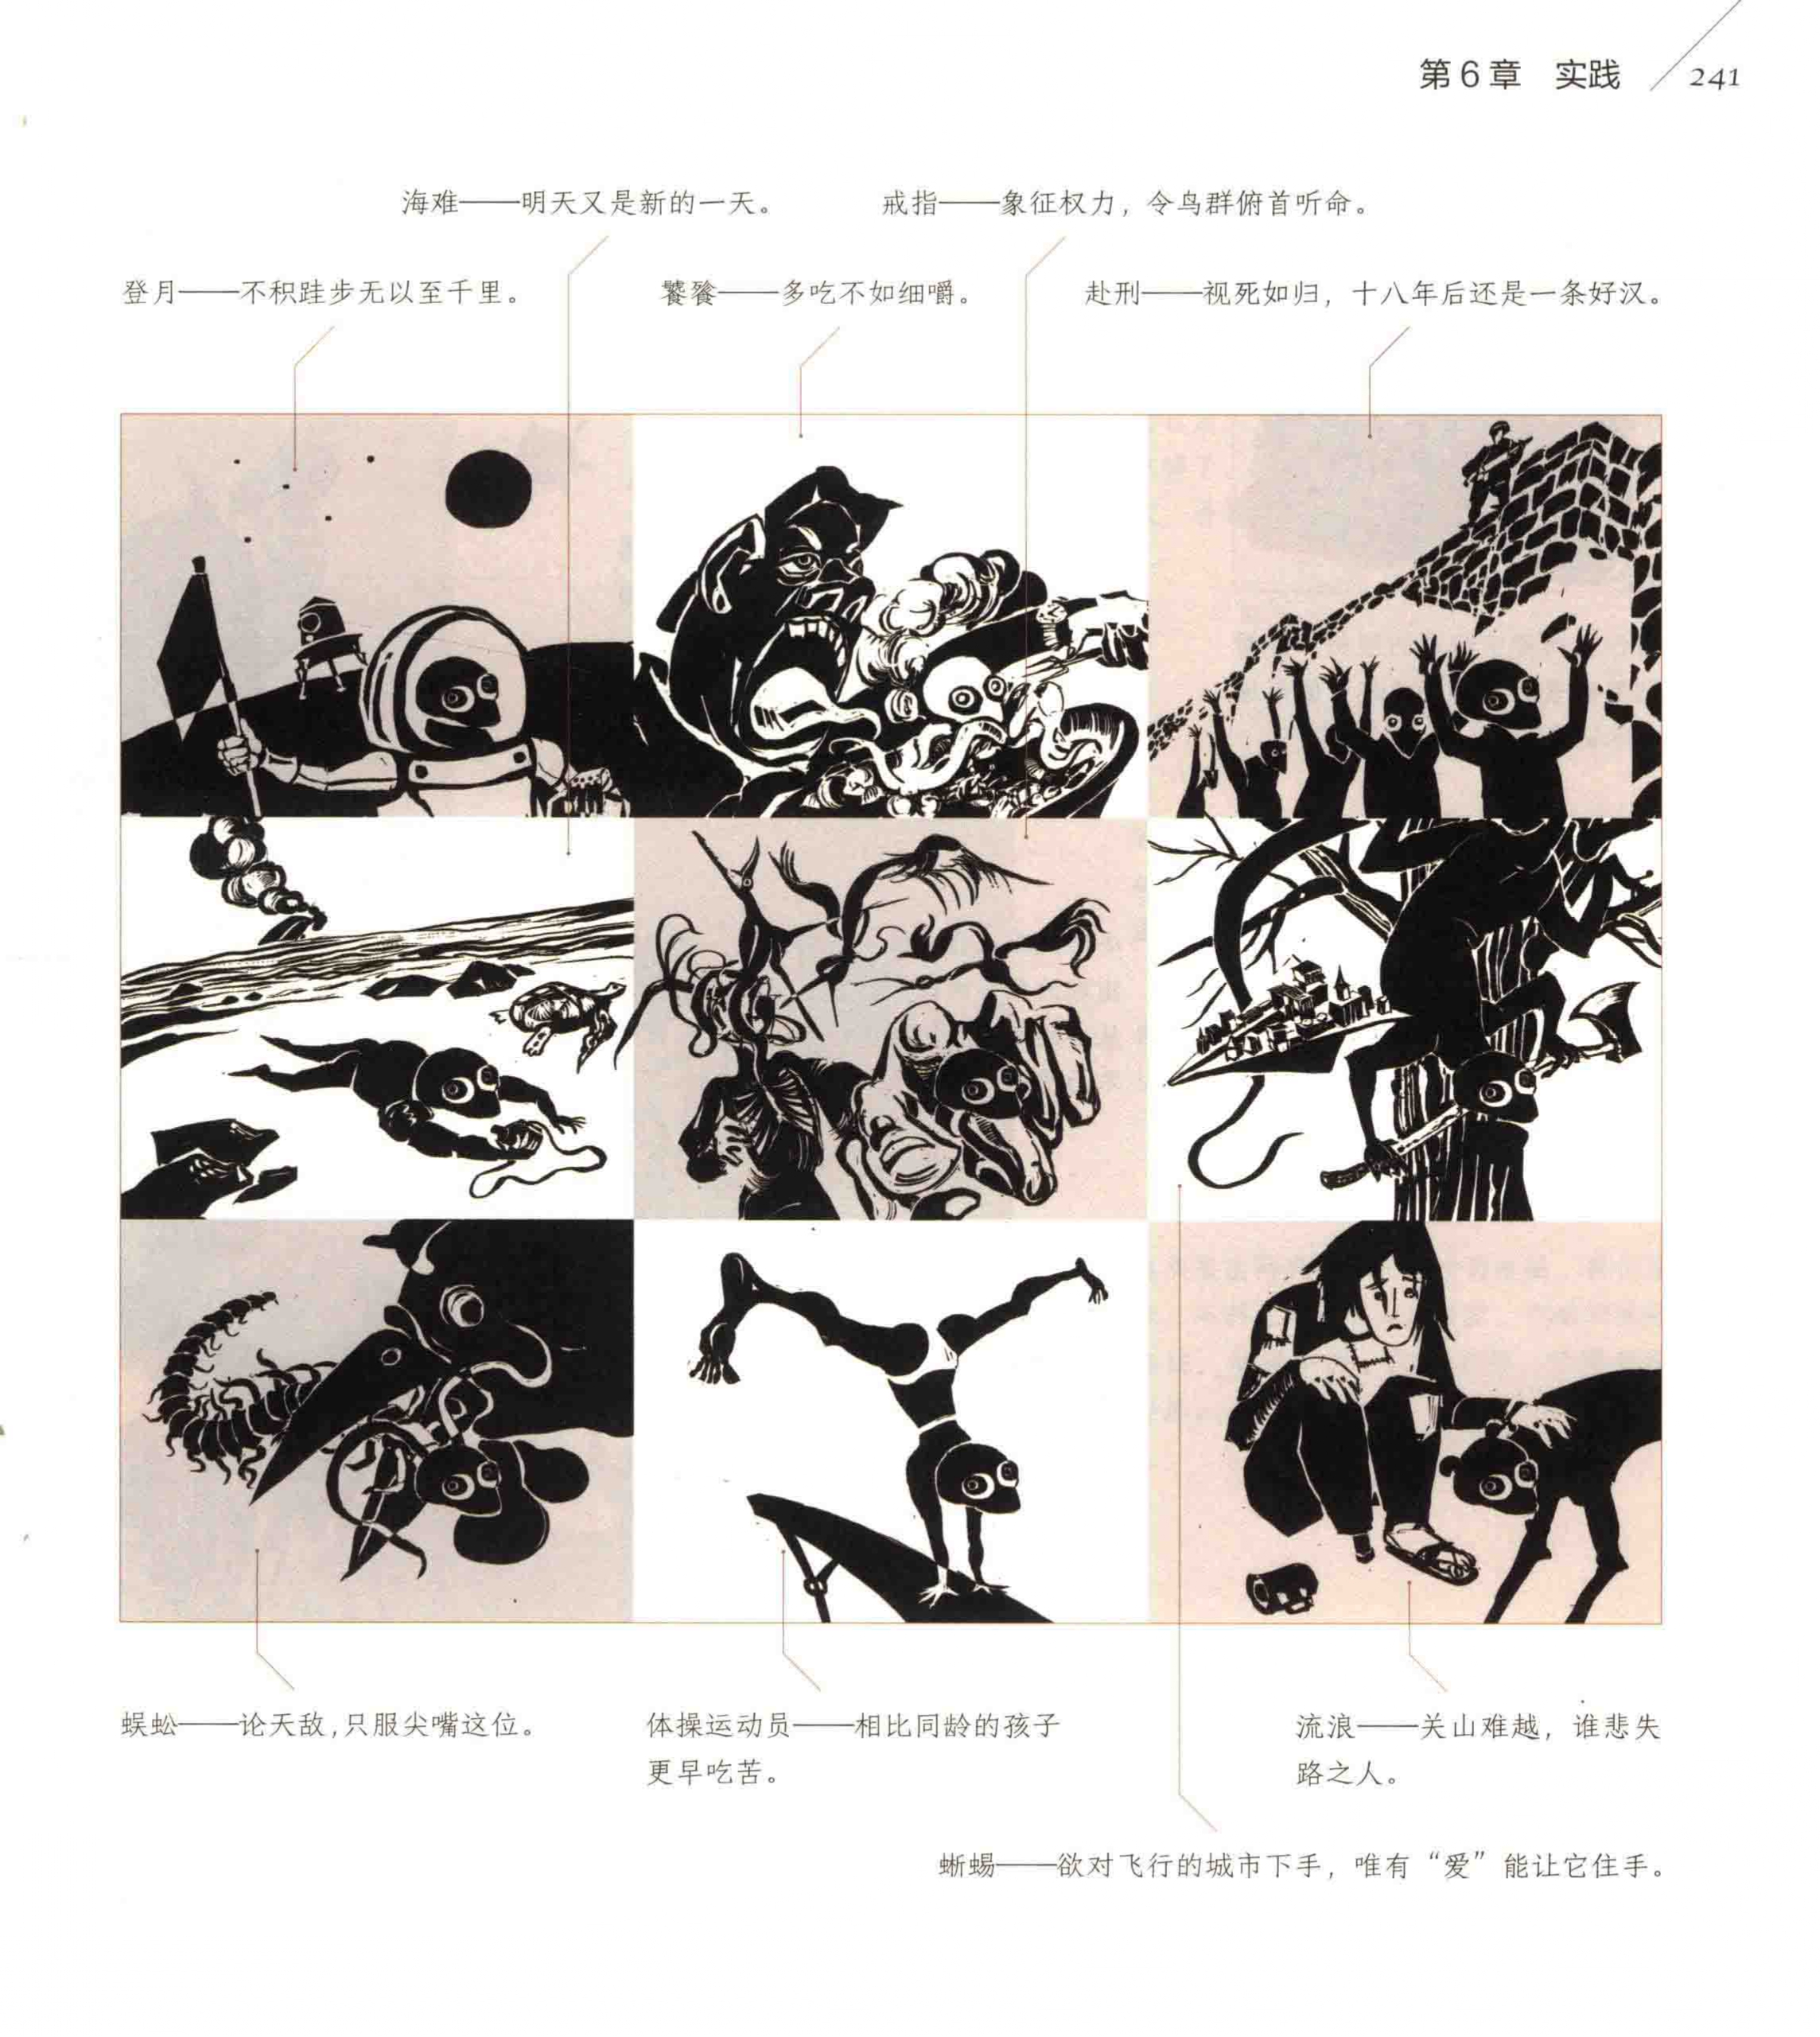 第6章 实践 241
海难——明天又是新的一天。
戒指——象征权力，令鸟群俯首听命。
登月——不积跬步无以至千里。
饕餮——多吃不如细嚼。
赴刑——视死如归，十八年后还是一条好汉。
蜈蚣——论天敌，只服尖嘴这位。
体操运动员——相比同龄的孩子
更早吃苦。
流浪——关山难越，谁悲失
路之人。
蜥蜴——欲对飞行的城市下手，唯有“爱”能让它住手。